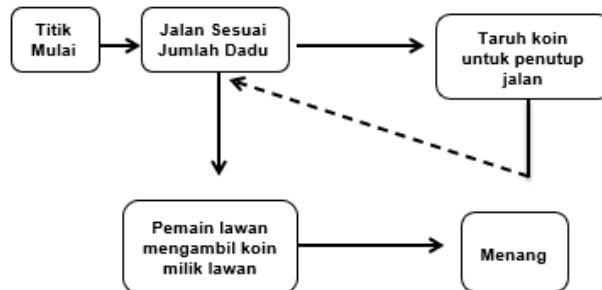 Titik
Mulai
Jalan Sesuai
Jumlah Dadu
Taruh koin
untuk penutup
jalan
Pemain lawan
mengambil koin
milik lawan
Menang